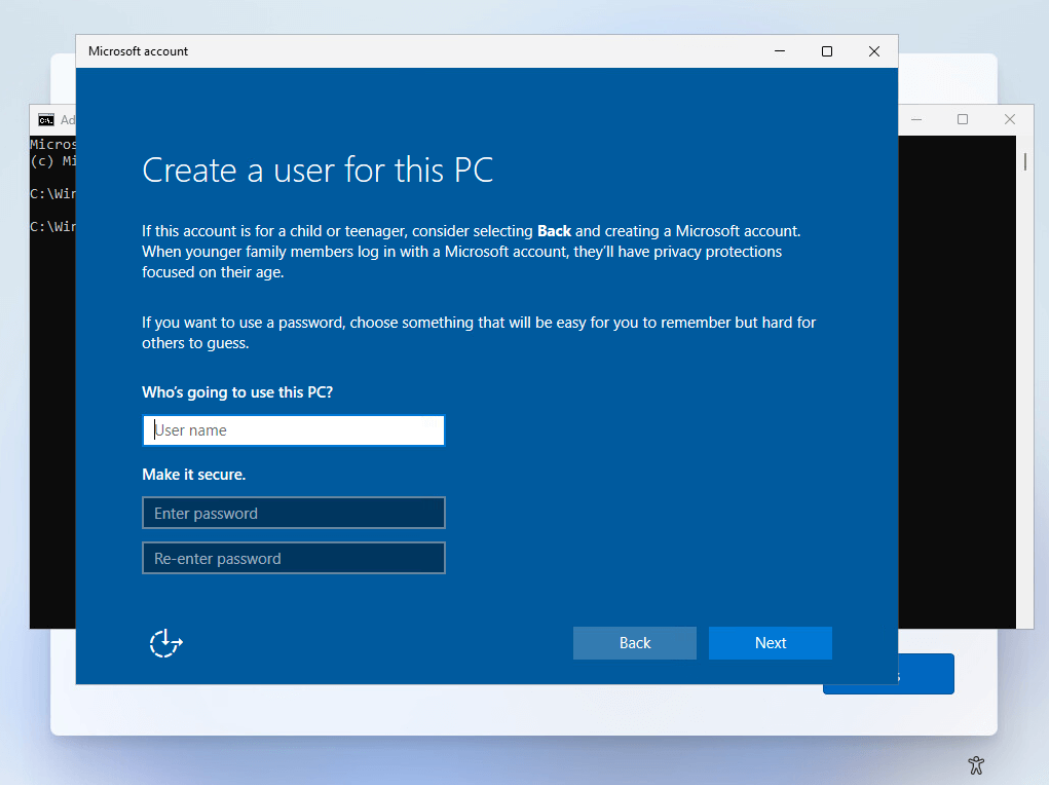 Microsoft account
Ad
Micros
(c) Mi
C:\Wir
C:\Wir
Create a user for this PC
If this account is for a child or teenager, consider selecting Back and creating a Microsoft account.
When younger family members log in with a Microsoft account, they'll have privacy protections
focused on their age.
If you want to use a password, choose something that will be easy for you to remember but hard for
others to guess.
Who's going to use this PC?
User name
Make it secure.
Enter password
Re-enter password
Back
Next